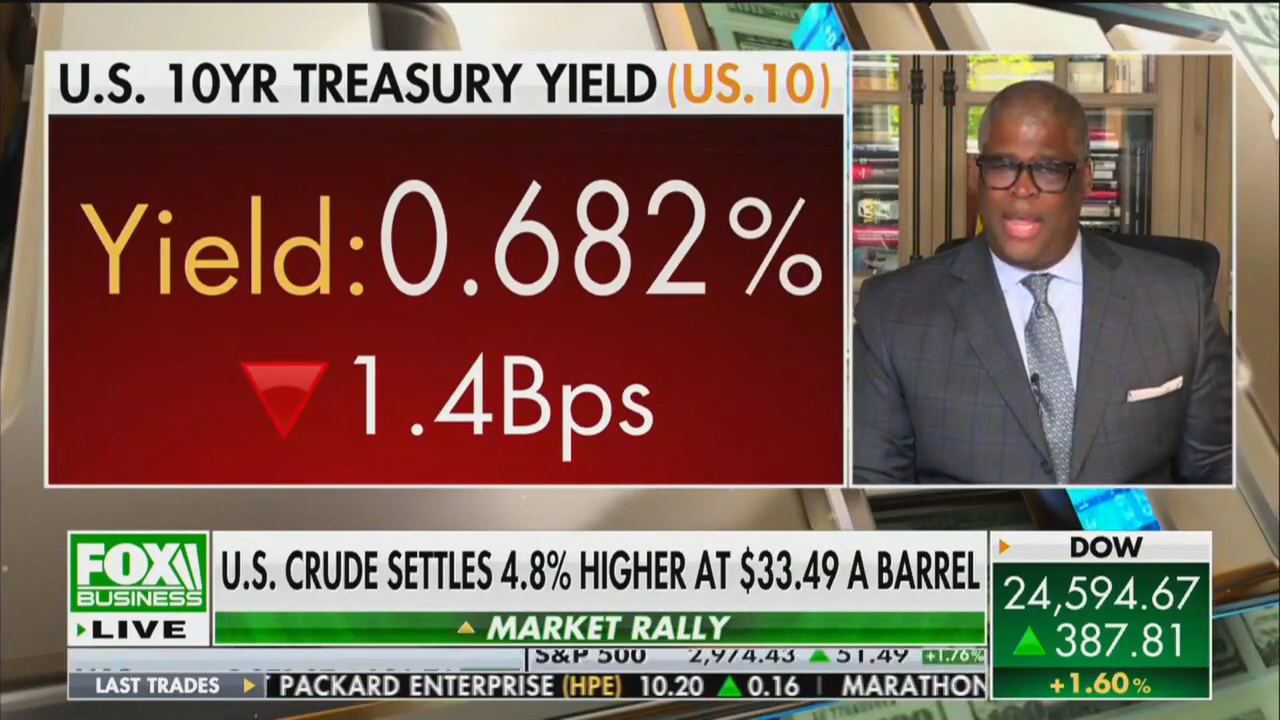 U.S. 10YR TREASURY YIELD (US.10)
Yield: 0.682%
▼ 1.4Bps
FOX
BUSINESS
LIVE
U.S. CRUDE SETTLES 4.8% HIGHER AT $33.49 A BARREL
MARKET RALLY
DOW
24,594.67
▲ 387.81
+1.60%
S&P 500 2,974.43 ▲ 51.49 +1.76%
LAST TRADES
PACKARD ENTERPRISE (HPE) 10.20 ▲ 0.16 | MARATHON